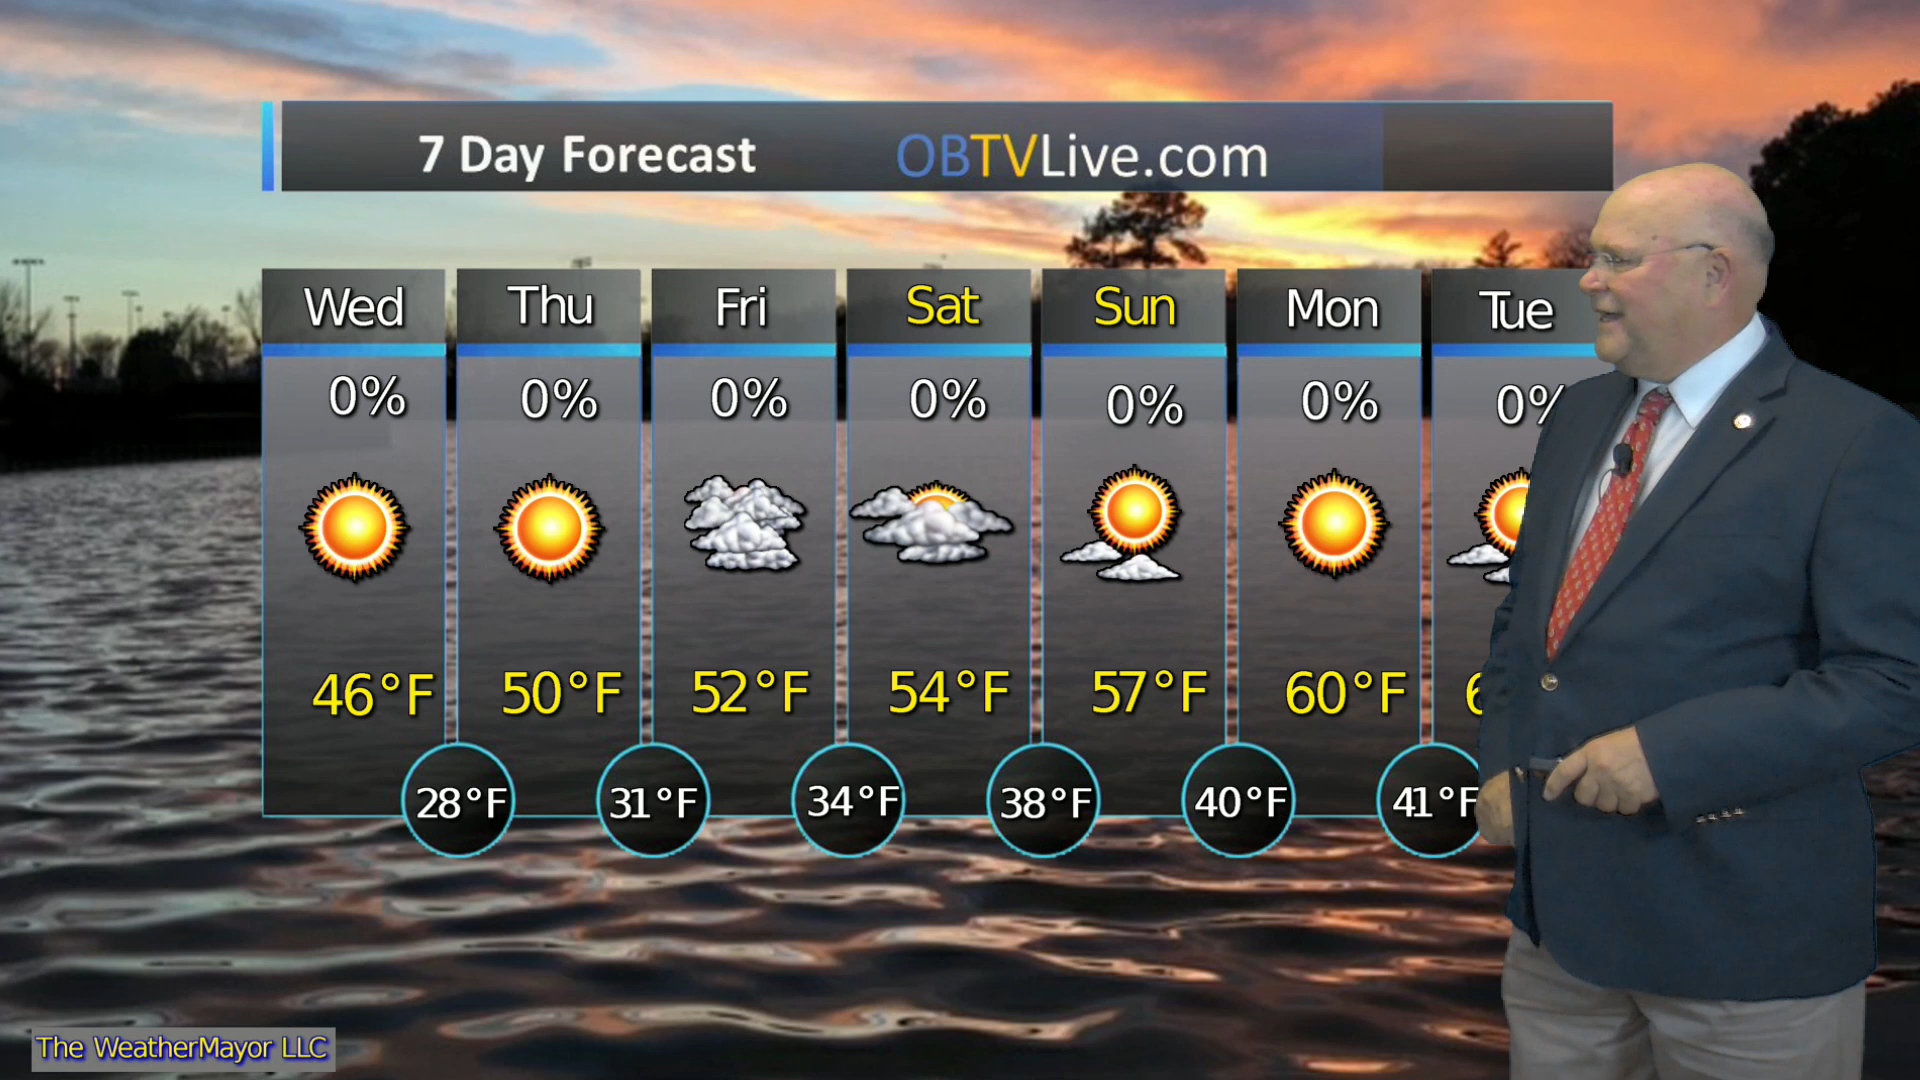 7 Day Forecast OBTVLive.com
Wed Thu Fri Sat Sun Mon Tue
0% 0% 0% 0% 0% 0% 0%
46°F 50°F 52°F 54°F 57°F 60°F
28°F 31°F 34°F 38°F 40°F 41°F
The WeatherMayor LLC